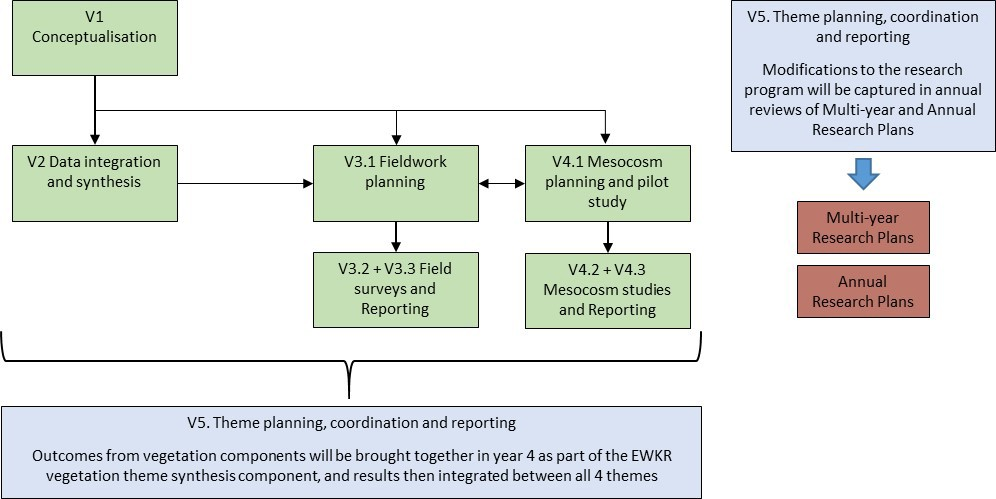 V1
Conceptualisation
V2 Data integration
and synthesis
V3.1 Fieldwork
planning
V4.1 Mesocosm
planning and pilot
study
V3.2 + V3.3 Field
surveys and
Reporting
V4.2 + V4.3
Mesocosm studies
and Reporting
V5. Theme planning, coordination and reporting
Outcomes from vegetation components will be brought together in year 4 as part of the EWKR
vegetation theme synthesis component, and results then integrated between all 4 themes
V5. Theme planning, coordination
and reporting
Modifications to the research
program will be captured in annual
reviews of Multi-year and Annual
Research Plans
Multi-year
Research Plans
Annual
Research Plans